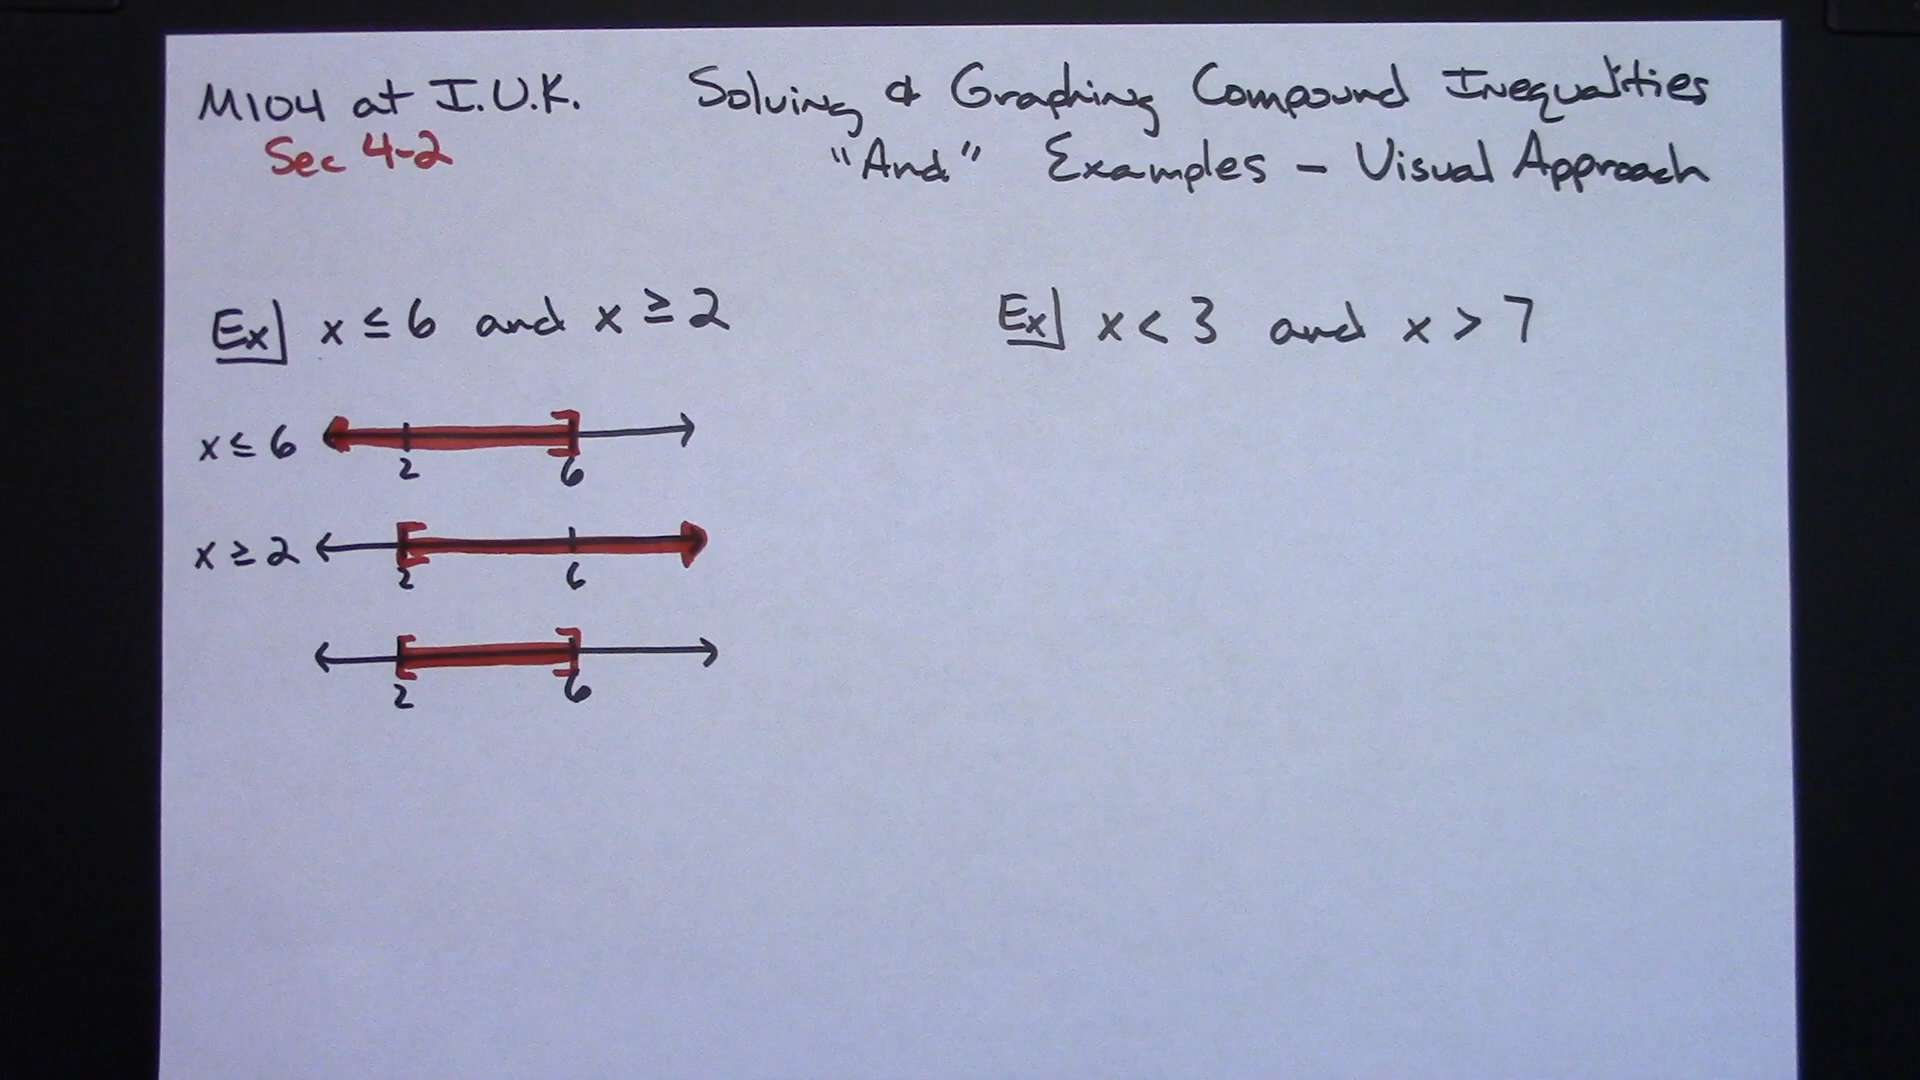 M104 at I.U.K. Solving & Graphing Compound Inequalities
Sec 4-2 "And" Examples - Visual Approach
Ex] x ≤ 6 and x ≥ 2
Ex] x < 3 and x > 7
x ≤ 6
2 6
x ≥ 2
2 6
2 6